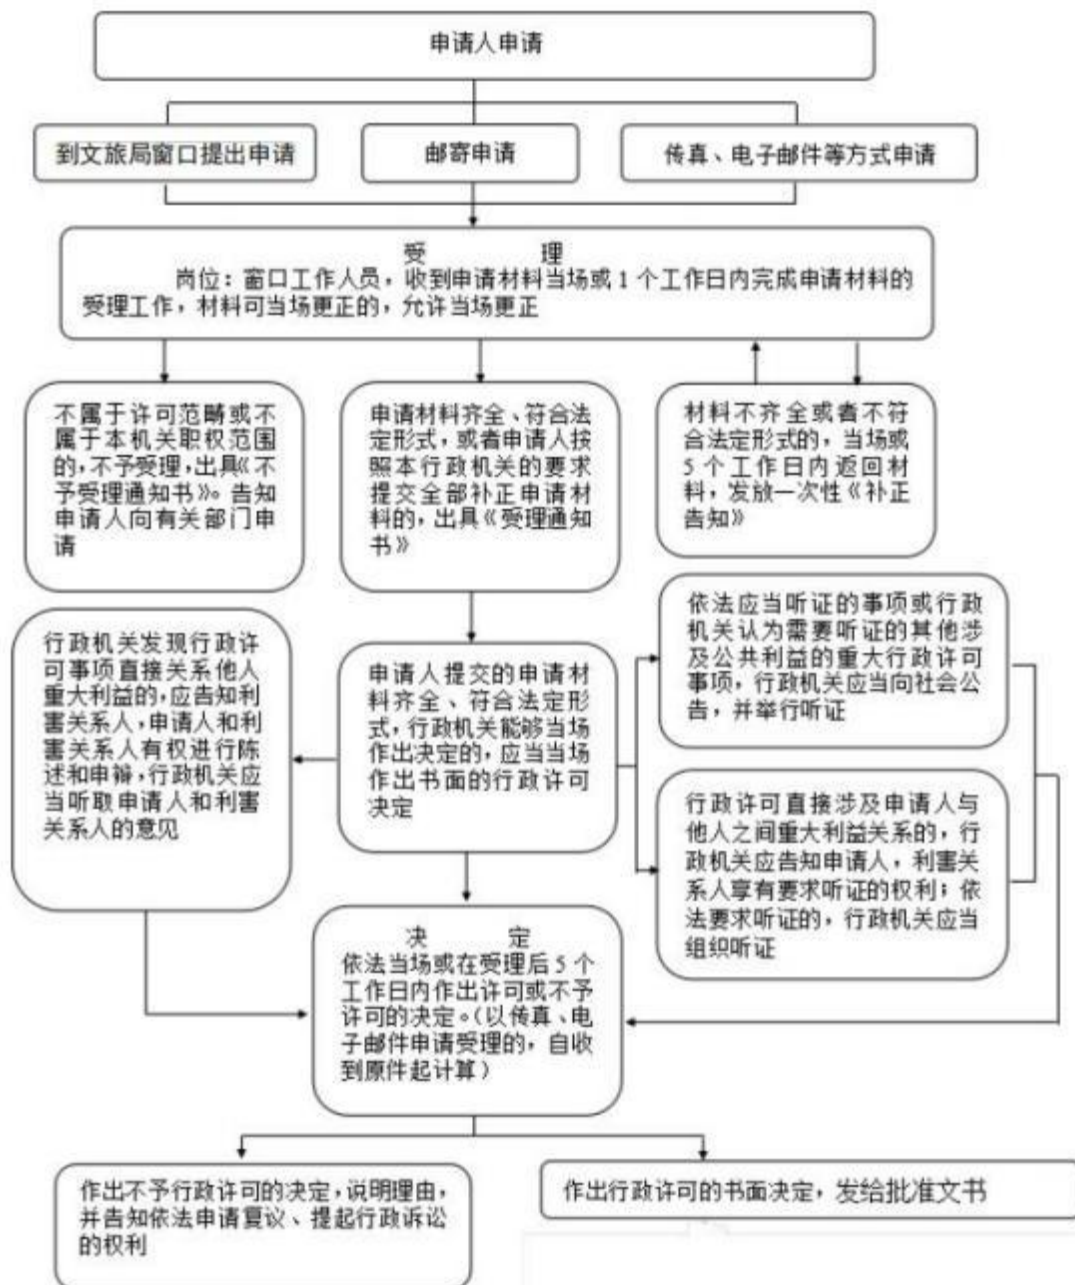 申请人申请
到文旅局窗口提出申请
邮寄申请
传真、电子邮件等方式申请
受 理
岗位：窗口工作人员，收到申请材料当场或1个工作日内完成申请材料的
受理工作，材料可当场更正的，允许当场更正
不属于许可范畴或不
属于本机关职权范围
的，不予受理，出具《不
予受理通知书》。告知
申请人向有关部门申
请
申请材料齐全、符合法
定形式，或者申请人按
照本行政机关的要求
提交全部补正申请材
料的，出具《受理通知
书》
材料不齐全或者不符
合法定形式的，当场或
5个工作日内返回材
料，发放一次性《补正
告知》
行政机关发现行政许
可事项直接关系他人
重大利益的，应告知利
害关系人，申请人和利
害关系人有权进行陈
述和申辩，行政机关应
当听取申请人和利害
关系人的意见
申请人提交的申请材
料齐全、符合法定形
式，行政机关能够当场
作出决定的，应当当场
作出书面的行政许可
决定
依法应当听证的事项或行政
机关认为需要听证的其他涉
及公共利益的重大行政许可
事项，行政机关应当向社会公
告，并举行听证
行政许可直接涉及申请人与
他人之间重大利益关系的，行
政机关应告知申请人，利害关
系人享有要求听证的权利；依
法要求听证的，行政机关应当
组织听证
决 定
依法当场或在受理后5个
工作日内作出许可或不予
许可的决定。（以传真、电
子邮件申请受理的，自收
到原件起计算）
作出不予行政许可的决定，说明理由，
并告知依法申请复议、提起行政诉讼
的权利
作出行政许可的书面决定，发给批准文书